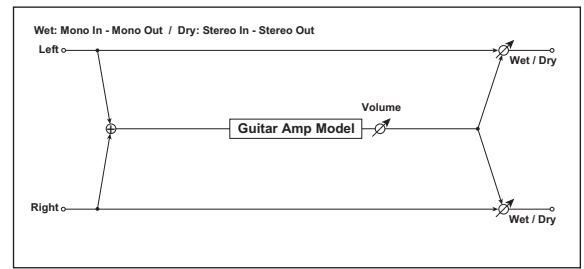 Wet: Mono In - Mono Out / Dry: Stereo In - Stereo Out
Left
Wet / Dry
Volume
Guitar Amp Model
Right
Wet / Dry